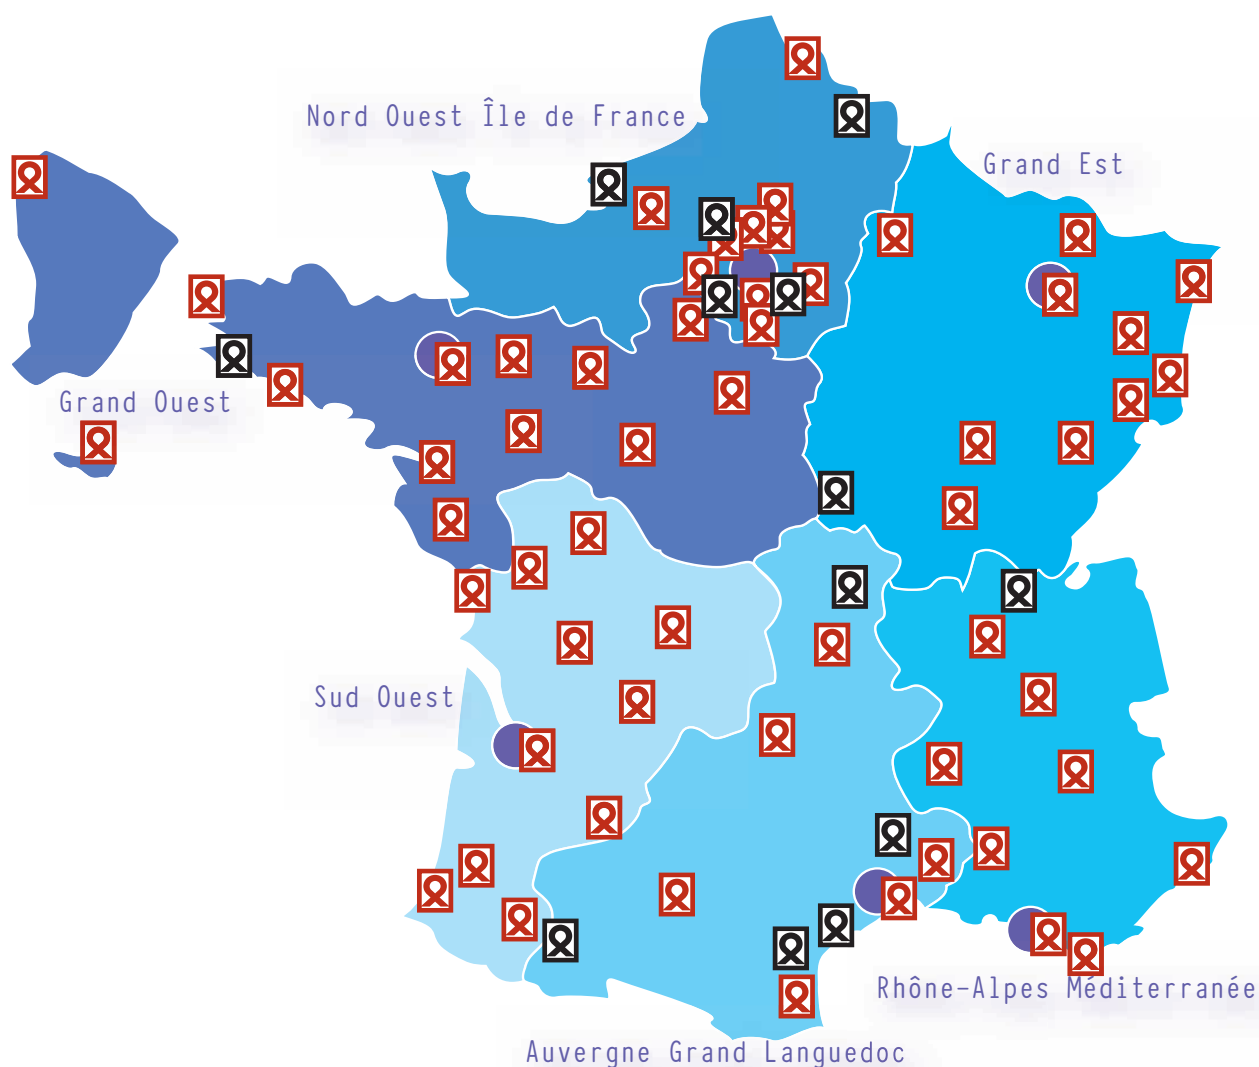 Nord Ouest Île de France
Grand Est
Grand Ouest
Sud Ouest
Rhône-Alpes Méditerranée
Auvergne Grand Languedoc